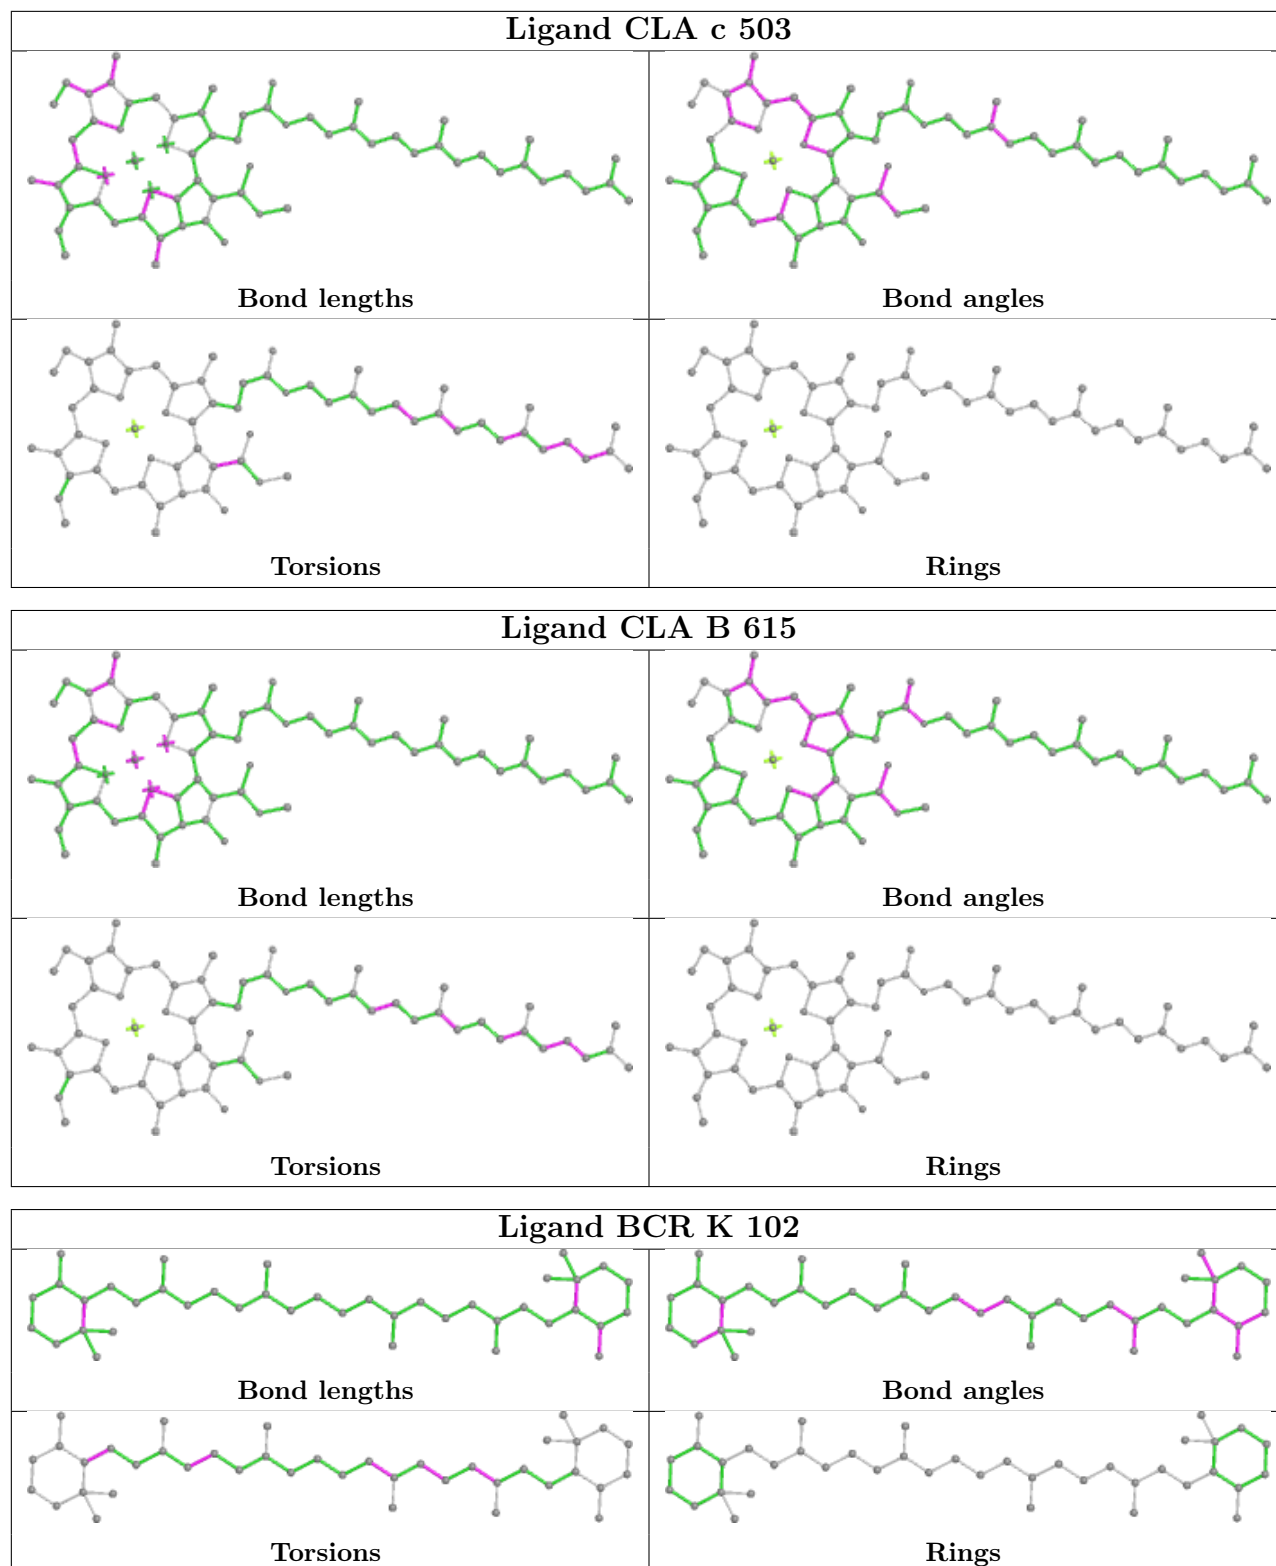 Ligand CLA c 503
Bond lengths
Bond angles
Torsions
Rings
Ligand CLA B 615
Bond lengths
Bond angles
Torsions
Rings
Ligand BCR K 102
Bond lengths
Bond angles
Torsions
Rings